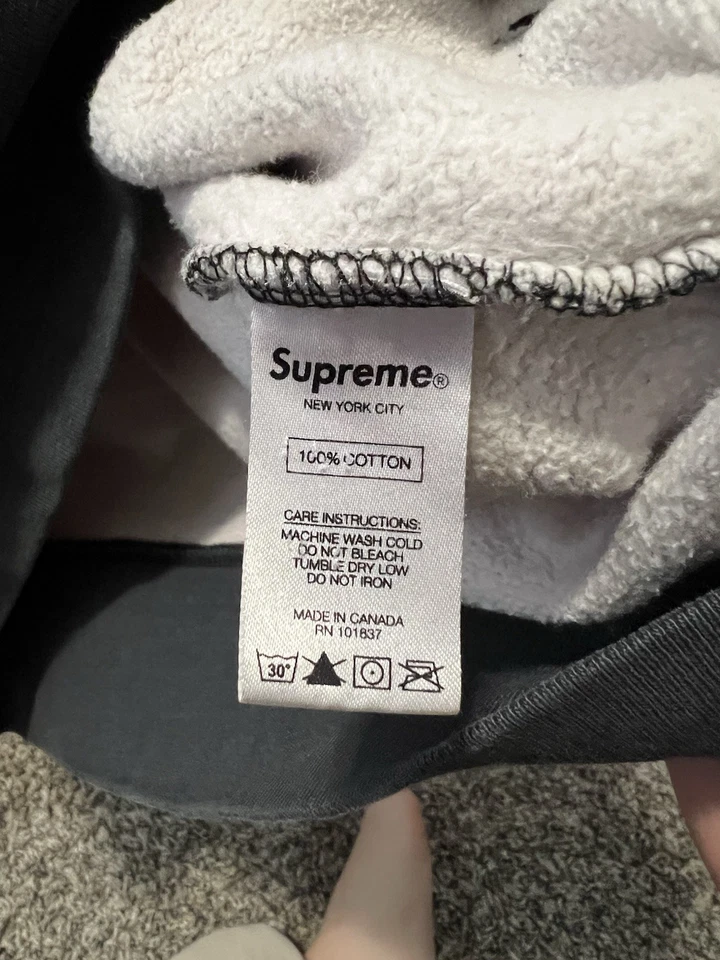 Supreme®
NEW YORK CITY
100% COTTON
CARE INSTRUCTIONS:
MACHINE WASH COLD
DO NOT BLEACH
TUMBLE DRY LOW
DO NOT IRON
MADE IN CANADA
RN 101837
30°